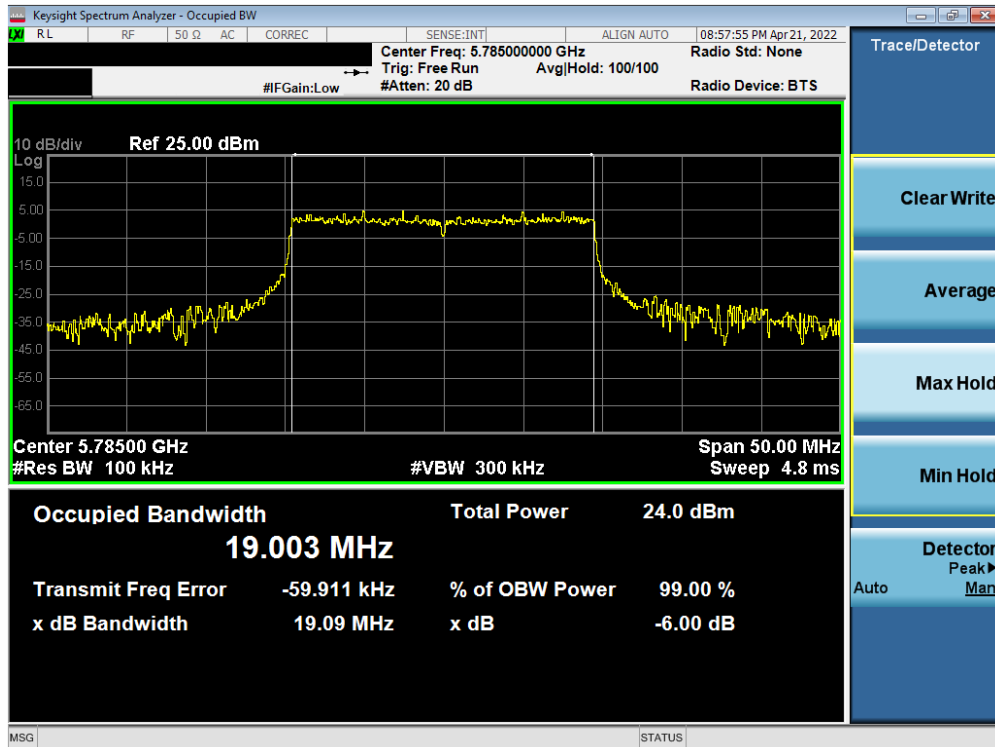 Keysight Spectrum Analyzer - Occupied BW
LXI RL RF 50 Ω AC CORREC SENSE:INT ALIGN AUTO 08:57:55 PM Apr 21, 2022
Center Freq: 5.785000000 GHz Radio Std: None
Trig: Free Run Avg|Hold: 100/100
#IFGain:Low #Atten: 20 dB Radio Device: BTS
10 dB/div Ref 25.00 dBm
Log
15.0
5.00
-5.00
-15.0
-25.0
-35.0
-45.0
-55.0
-65.0
Center 5.78500 GHz Span 50.00 MHz
#Res BW 100 kHz #VBW 300 kHz Sweep 4.8 ms
Occupied Bandwidth Total Power 24.0 dBm
19.003 MHz
Transmit Freq Error -59.911 kHz % of OBW Power 99.00 %
x dB Bandwidth 19.09 MHz x dB -6.00 dB
MSG STATUS
Trace/Detector
Clear Write
Average
Max Hold
Min Hold
Detector
Peak▶
Auto Man